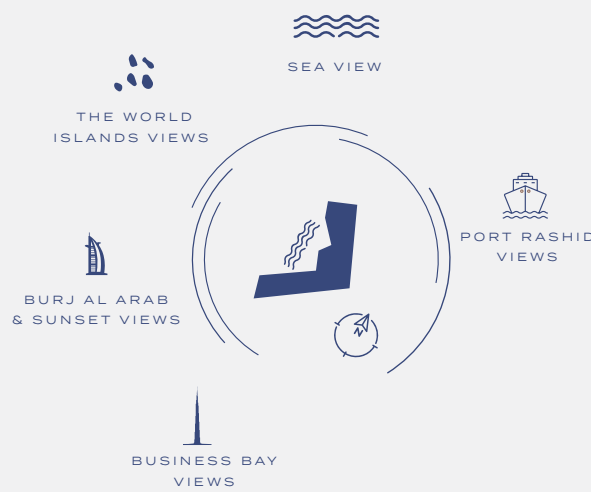 SEA VIEW
THE WORLD
ISLANDS VIEWS
PORT RASHID
VIEWS
BURJ AL ARAB
& SUNSET VIEWS
N
BUSINESS BAY
VIEWS